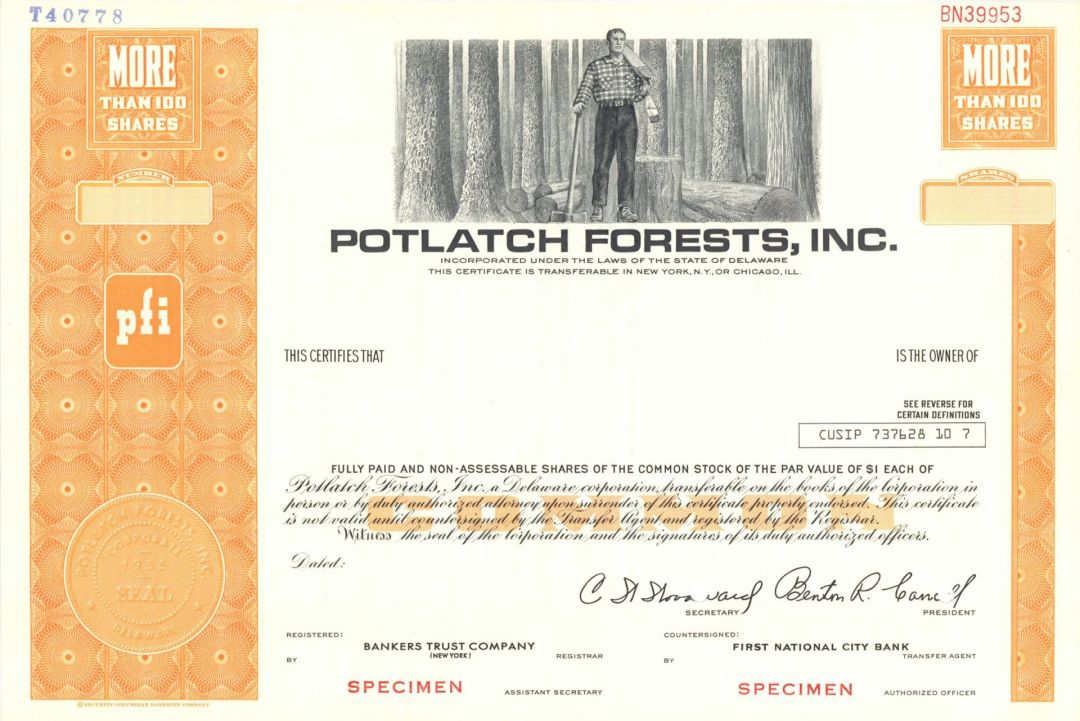 T40778
BN39953
MORE
THAN 100
SHARES
MORE
THAN 100
SHARES
NUMBER
SHARES
POTLATCH FORESTS, INC.
INCORPORATED UNDER THE LAWS OF THE STATE OF DELAWARE
THIS CERTIFICATE IS TRANSFERABLE IN NEW YORK, N.Y., OR CHICAGO, ILL.
pfi
THIS CERTIFIES THAT
IS THE OWNER OF
SEE REVERSE FOR
CERTAIN DEFINITIONS
CUSIP 737628 10 7
FULLY PAID AND NON-ASSESSABLE SHARES OF THE COMMON STOCK OF THE PAR VALUE OF $1 EACH OF
Potlatch Forests, Inc. a Delaware corporation, transferable on the books of the Corporation in
person or by duly authorized attorney upon surrender of this certificate properly endorsed. This certificate
is not valid until countersigned by the Transfer Agent and registered by the Registrar.
COMMON
Witness the seal of the Corporation and the signatures of its duly authorized officers.
Dated:
POTLATCH FORESTS, INC.
CORPORATE
1955
SEAL
DELAWARE
Benton R.
SECRETARY
PRESIDENT
REGISTERED:
COUNTERSIGNED:
BANKERS TRUST COMPANY
(NEW YORK)
FIRST NATIONAL CITY BANK
BY
REGISTRAR
BY
TRANSFER AGENT
SPECIMEN
ASSISTANT SECRETARY
SPECIMEN
AUTHORIZED OFFICER
© SECURITY-COLUMBIAN BANKNOTE COMPANY